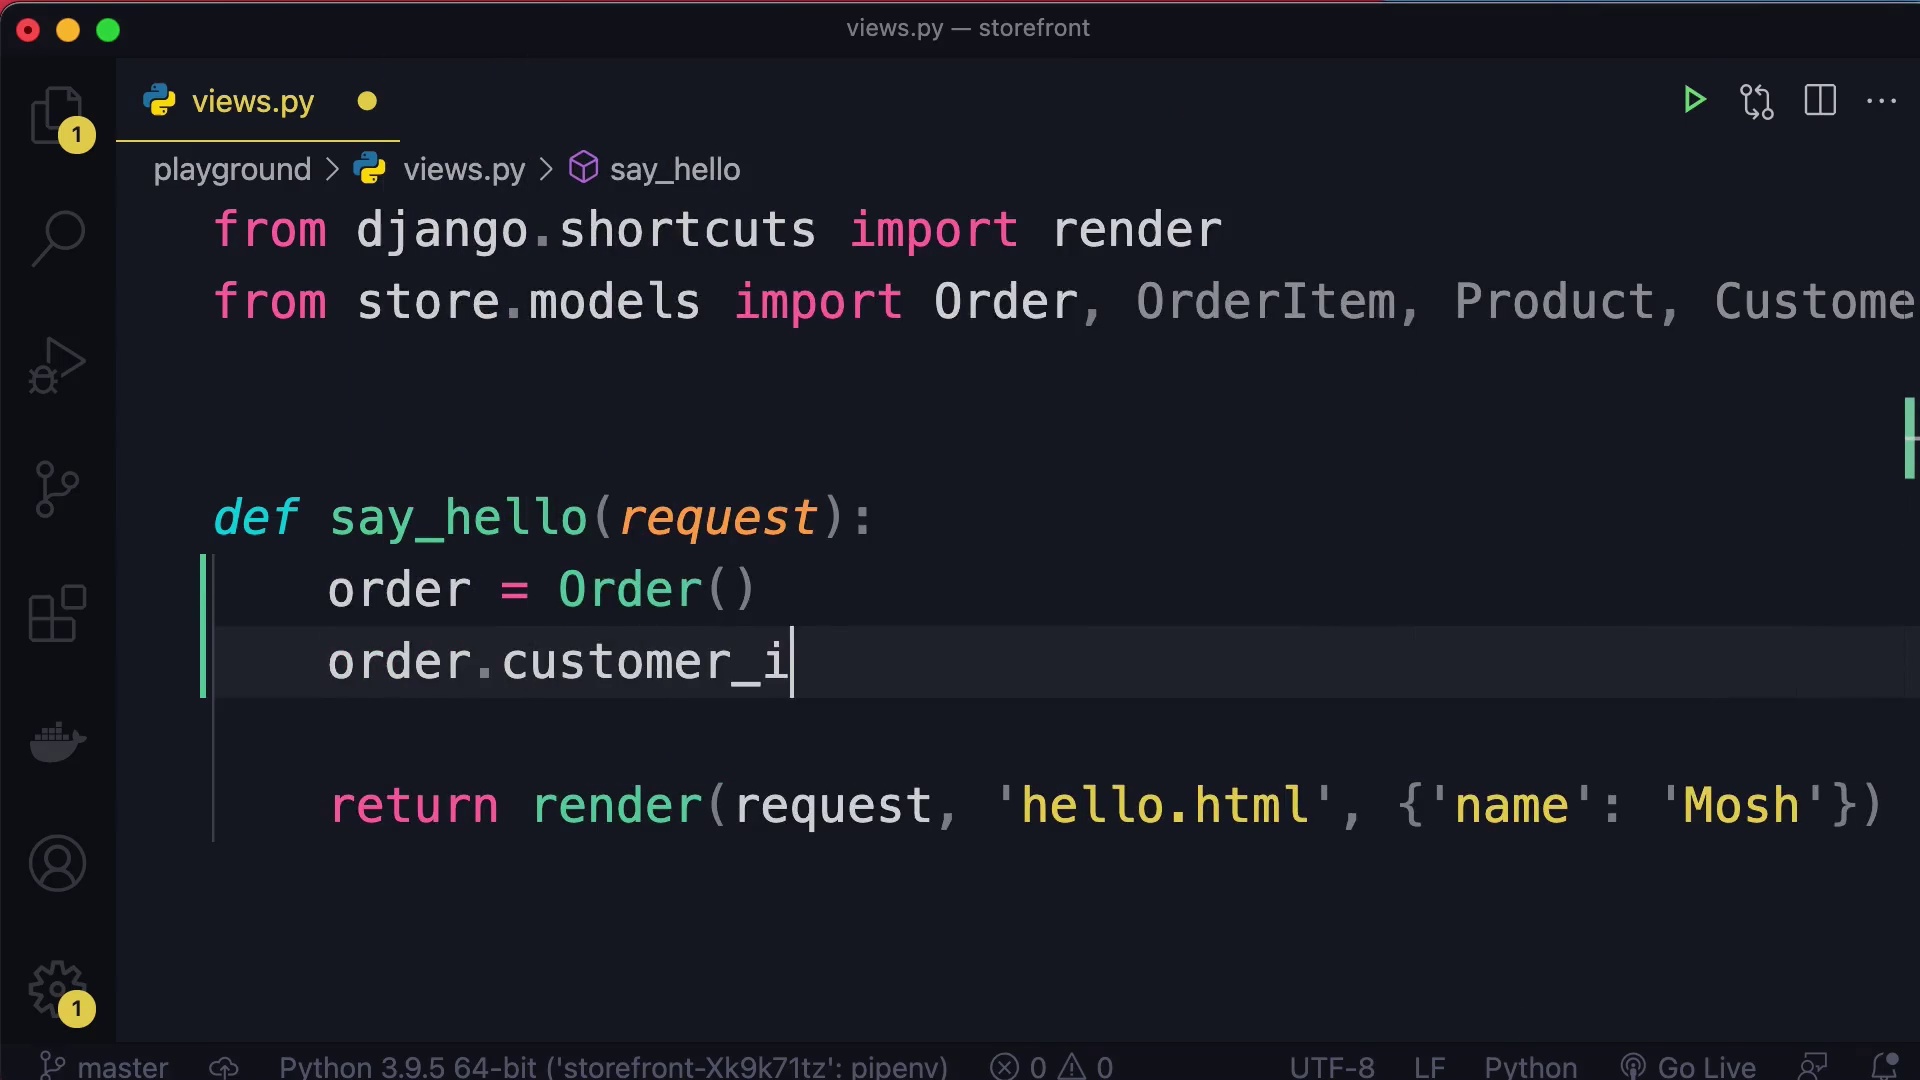 views.py — storefront
views.py
playground > views.py > say_hello
from django.shortcuts import render
from store.models import Order, OrderItem, Product, Custome
def say_hello(request):
order = Order()
order.customer_i
return render(request, 'hello.html', {'name': 'Mosh'})
1
1
master Python 3.9.5 64-bit ('storefront-Xk9k71tz': pipenv) 0 0 UTF-8 LF Python Go Live